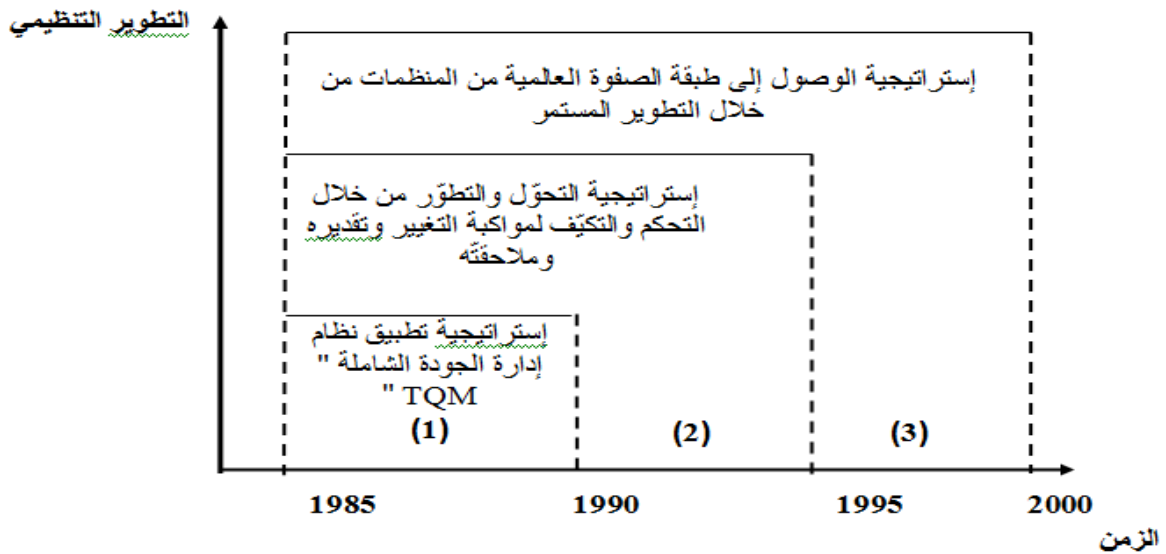 التطوير التنظيمي
إستراتيجية الوصول إلى طبقة الصفوة العالمية من المنظمات من
خلال التطوير المستمر
إستراتيجية التحوّل والتطوّر من خلال
التحكم والتكيّف لمواكبة التغيير وتقديره
وملاحقتّه
إستراتيجية تطبيق نظام
إدارة الجودة الشاملة "
TQM "
(1)
(2)
(3)
1985
1990
1995
2000
الزمن